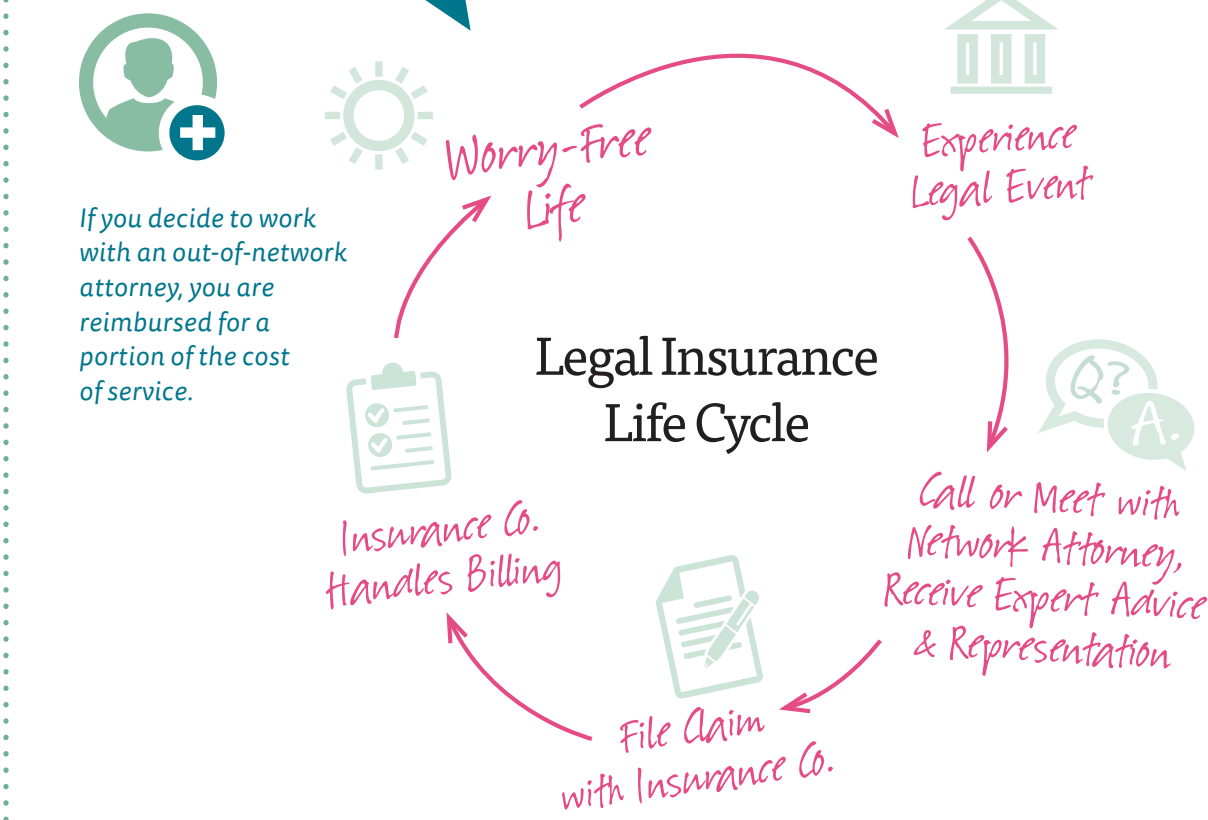 If you decide to work
with an out-of-network
attorney, you are
reimbursed for a
portion of the cost
of service.
Worry-Free
Life
Experience
Legal Event
Legal Insurance
Life Cycle
Q?
A.
Call or Meet with
Network Attorney,
Receive Expert Advice
& Representation
Insurance Co.
Handles Billing
File Claim
with Insurance Co.